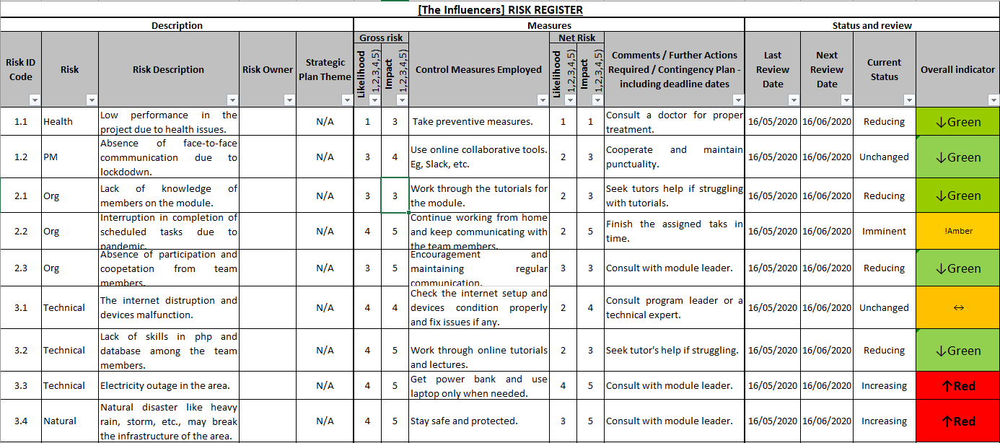 [The Influencers] RISK REGISTER
Description
Measures
Status and review
Gross risk
Net Risk
Risk ID
Code
Risk
Risk Description
Risk Owner
Strategic
Plan Theme
Likelihood
1,2,3,4,5)
Impact
1,2,3,4,5)
Control Measures Employed
Likelihood
1,2,3,4,5)
Impact
1,2,3,4,5)
Comments / Further Actions
Required / Contingency Plan -
including deadline dates
Last
Review
Date
Next
Review
Date
Current
Status
Overall indicator
1.1
Health
Low performance in the
project due to health issues.
N/A
1
3
Take preventive measures.
1
1
Consult a doctor for proper
treatment.
16/05/2020
16/06/2020
Reducing
↓Green
1.2
PM
Absence of face-to-face
commmunication due to
lockdodwn.
N/A
3
4
Use online collaborative tools.
Eg, Slack, etc.
2
3
Cooperate and maintain
punctuality.
16/05/2020
16/06/2020
Unchanged
↓Green
2.1
Org
Lack of knowledge of
members on the module.
N/A
3
3
Work through the tutorials for
the module.
2
3
Seek tutors help if struggling
with tutorials.
16/05/2020
16/06/2020
Reducing
↓Green
2.2
Org
Interruption in completion of
scheduled tasks due to
pandemic.
N/A
4
5
Continue working from home
and keep communicating with
the team members.
2
5
Finish the assigned taks in
time.
16/05/2020
16/06/2020
Imminent
!Amber
2.3
Org
Absence of participation and
coopetation from team
members.
N/A
3
5
Encouragement and
maintaining regular
communication.
3
3
Consult with module leader.
16/05/2020
16/06/2020
Reducing
↓Green
3.1
Technical
The internet distruption and
devices malfunction.
N/A
4
4
Check the internet setup and
devices condition properly
and fix issues if any.
2
4
Consult program leader or a
technical expert.
16/05/2020
16/06/2020
Unchanged
↔
3.2
Technical
Lack of skills in php and
database among the team
members.
N/A
4
5
Work through online tutorials
and lectures.
2
3
Seek tutor's help if struggling.
16/05/2020
16/06/2020
Reducing
↓Green
3.3
Technical
Electricity outage in the area.
N/A
4
5
Get power bank and use
laptop only when needed.
4
5
Consult with module leader.
16/05/2020
16/06/2020
Increasing
↑Red
3.4
Natural
Natural disaster like heavy
rain, storm, etc., may break
the infrastructure of the area.
N/A
4
5
Stay safe and protected.
3
5
Consult with module leader.
16/05/2020
16/06/2020
Increasing
↑Red